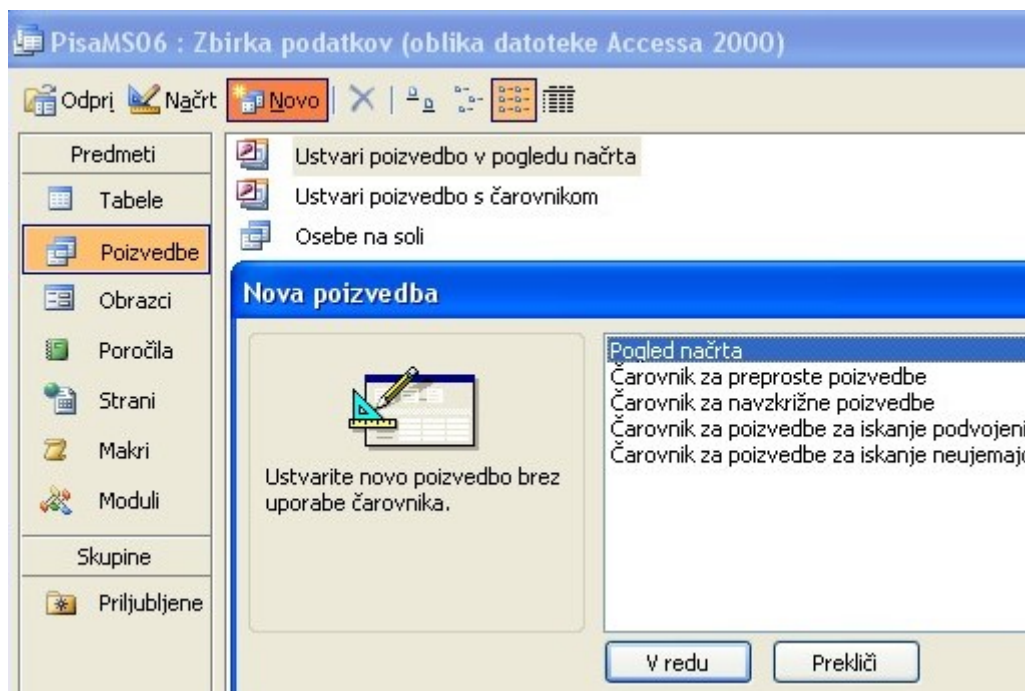 PisaMS06 : Zbirka podatkov (oblika datoteke Accessa 2000)
Odpri Načrt Novo
Predmeti
Tabele
Poizvedbe
Obrazci
Poročila
Strani
Makri
Moduli
Skupine
Priljubljene
Ustvari poizvedbo v pogledu načrta
Ustvari poizvedbo s čarovnikom
Osebe na soli
Nova poizvedba
Ustvarite novo poizvedbo brez
uporabe čarovnika.
Pogled načrta
Čarovnik za preproste poizvedbe
Čarovnik za navzkrižne poizvedbe
Čarovnik za poizvedbe za iskanje podvojeni
Čarovnik za poizvedbe za iskanje neujemajo
V redu Prekliči